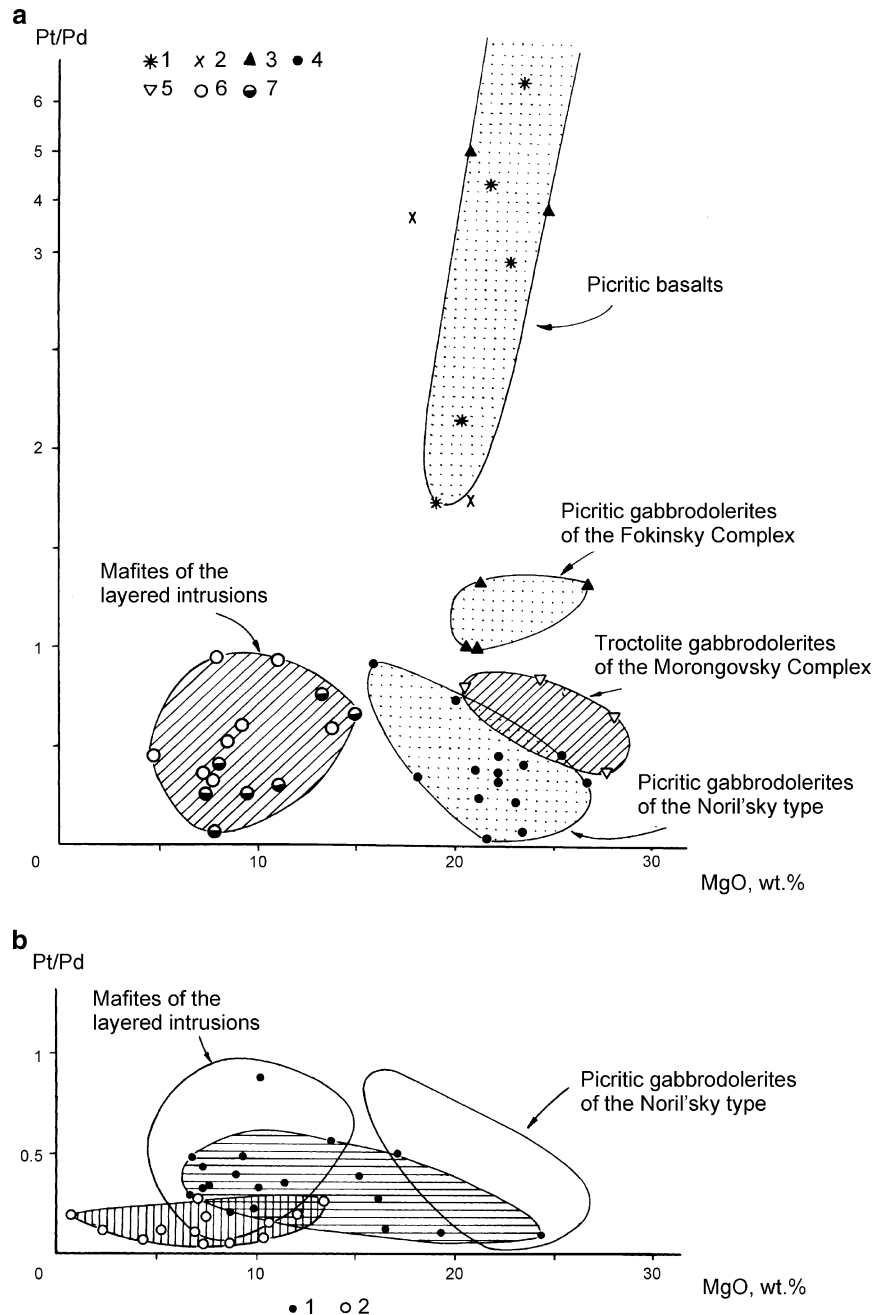 a
Pt/Pd
1 2 3 4
5 6 7
6
5
4
3
Picritic basalts
2
Picritic gabbrodolerites
of the Fokinsky Complex
Mafites of the
layered intrusions
1
Troctolite gabbrodolerites
of the Morongovsky Complex
Picritic gabbrodolerites
of the Noril'sky type
0 10 20 30
MgO, wt.%
b
Pt/Pd
Mafites of the
layered intrusions
1
Picritic gabbrodolerites
of the Noril'sky type
0.5
0 10 20 30
MgO, wt.%
1 2